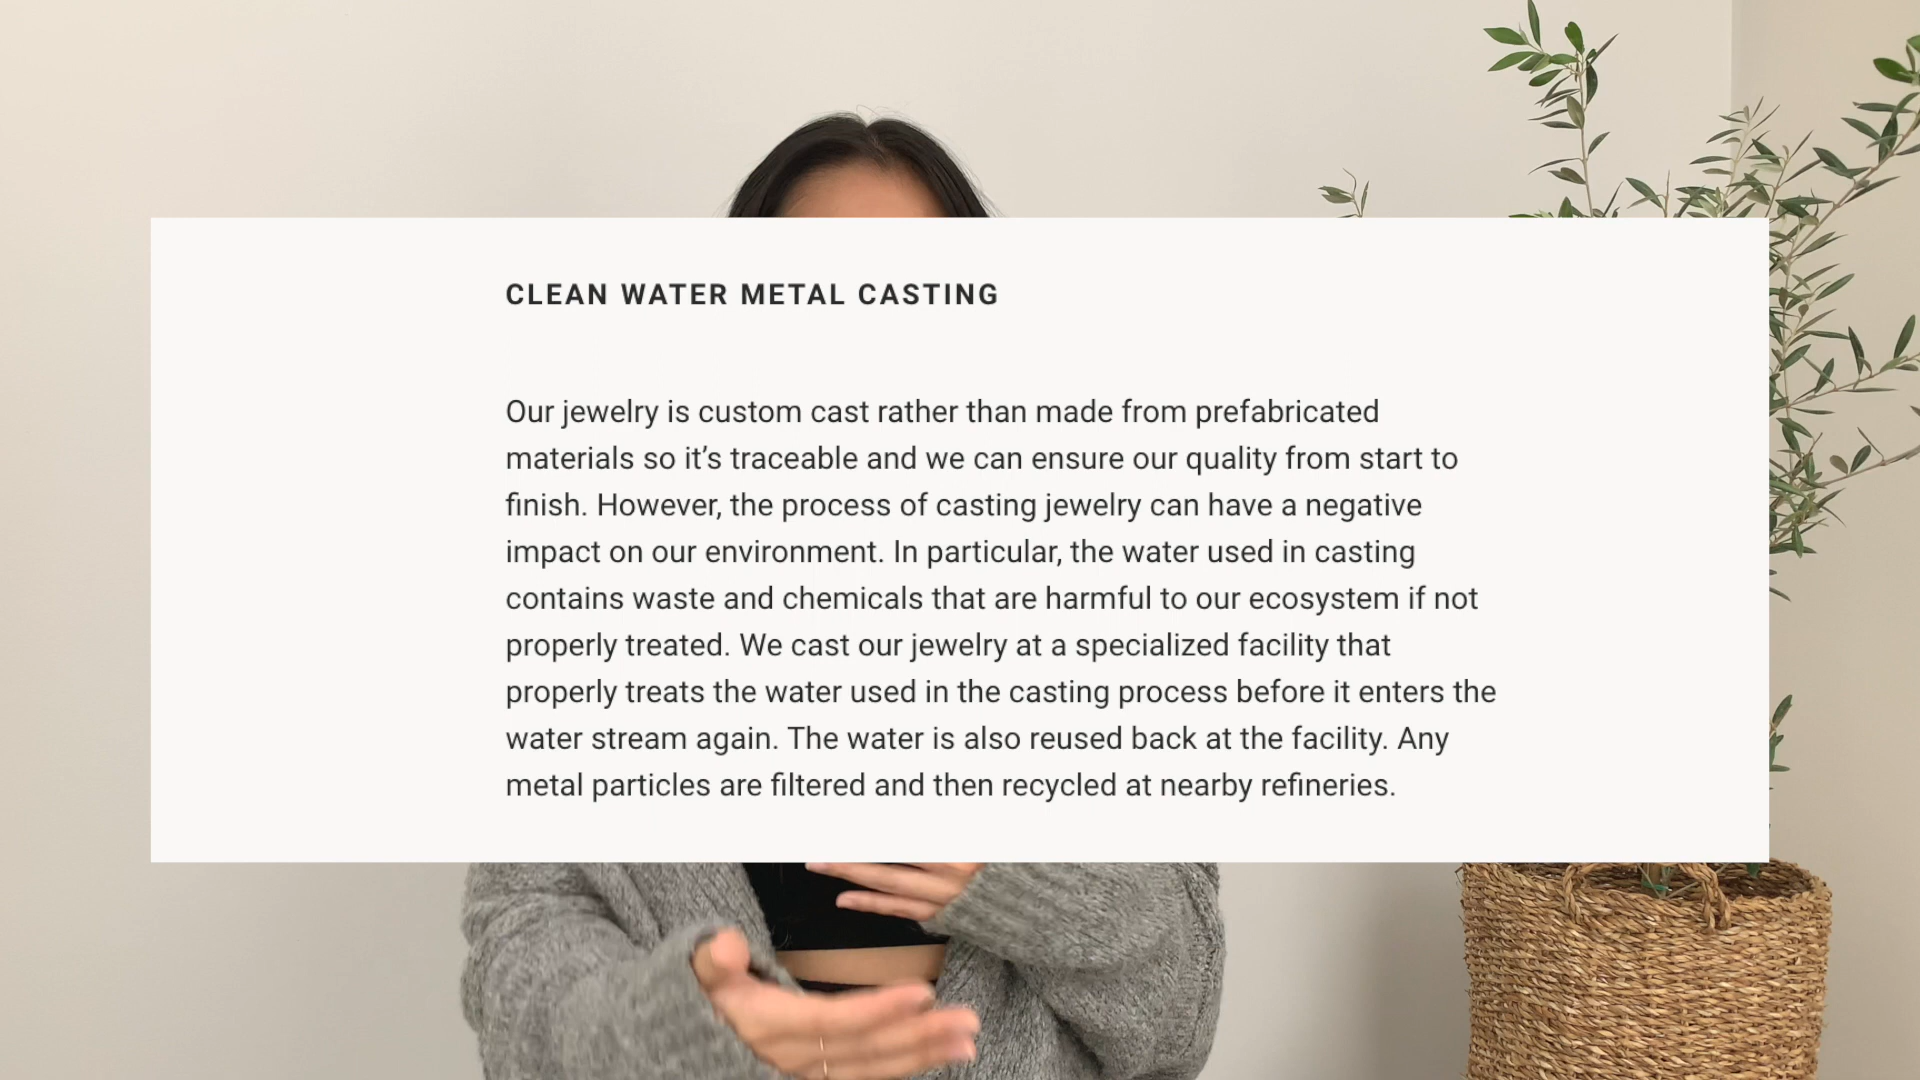 CLEAN WATER METAL CASTING
Our jewelry is custom cast rather than made from prefabricated
materials so it’s traceable and we can ensure our quality from start to
finish. However, the process of casting jewelry can have a negative
impact on our environment. In particular, the water used in casting
contains waste and chemicals that are harmful to our ecosystem if not
properly treated. We cast our jewelry at a specialized facility that
properly treats the water used in the casting process before it enters the
water stream again. The water is also reused back at the facility. Any
metal particles are filtered and then recycled at nearby refineries.